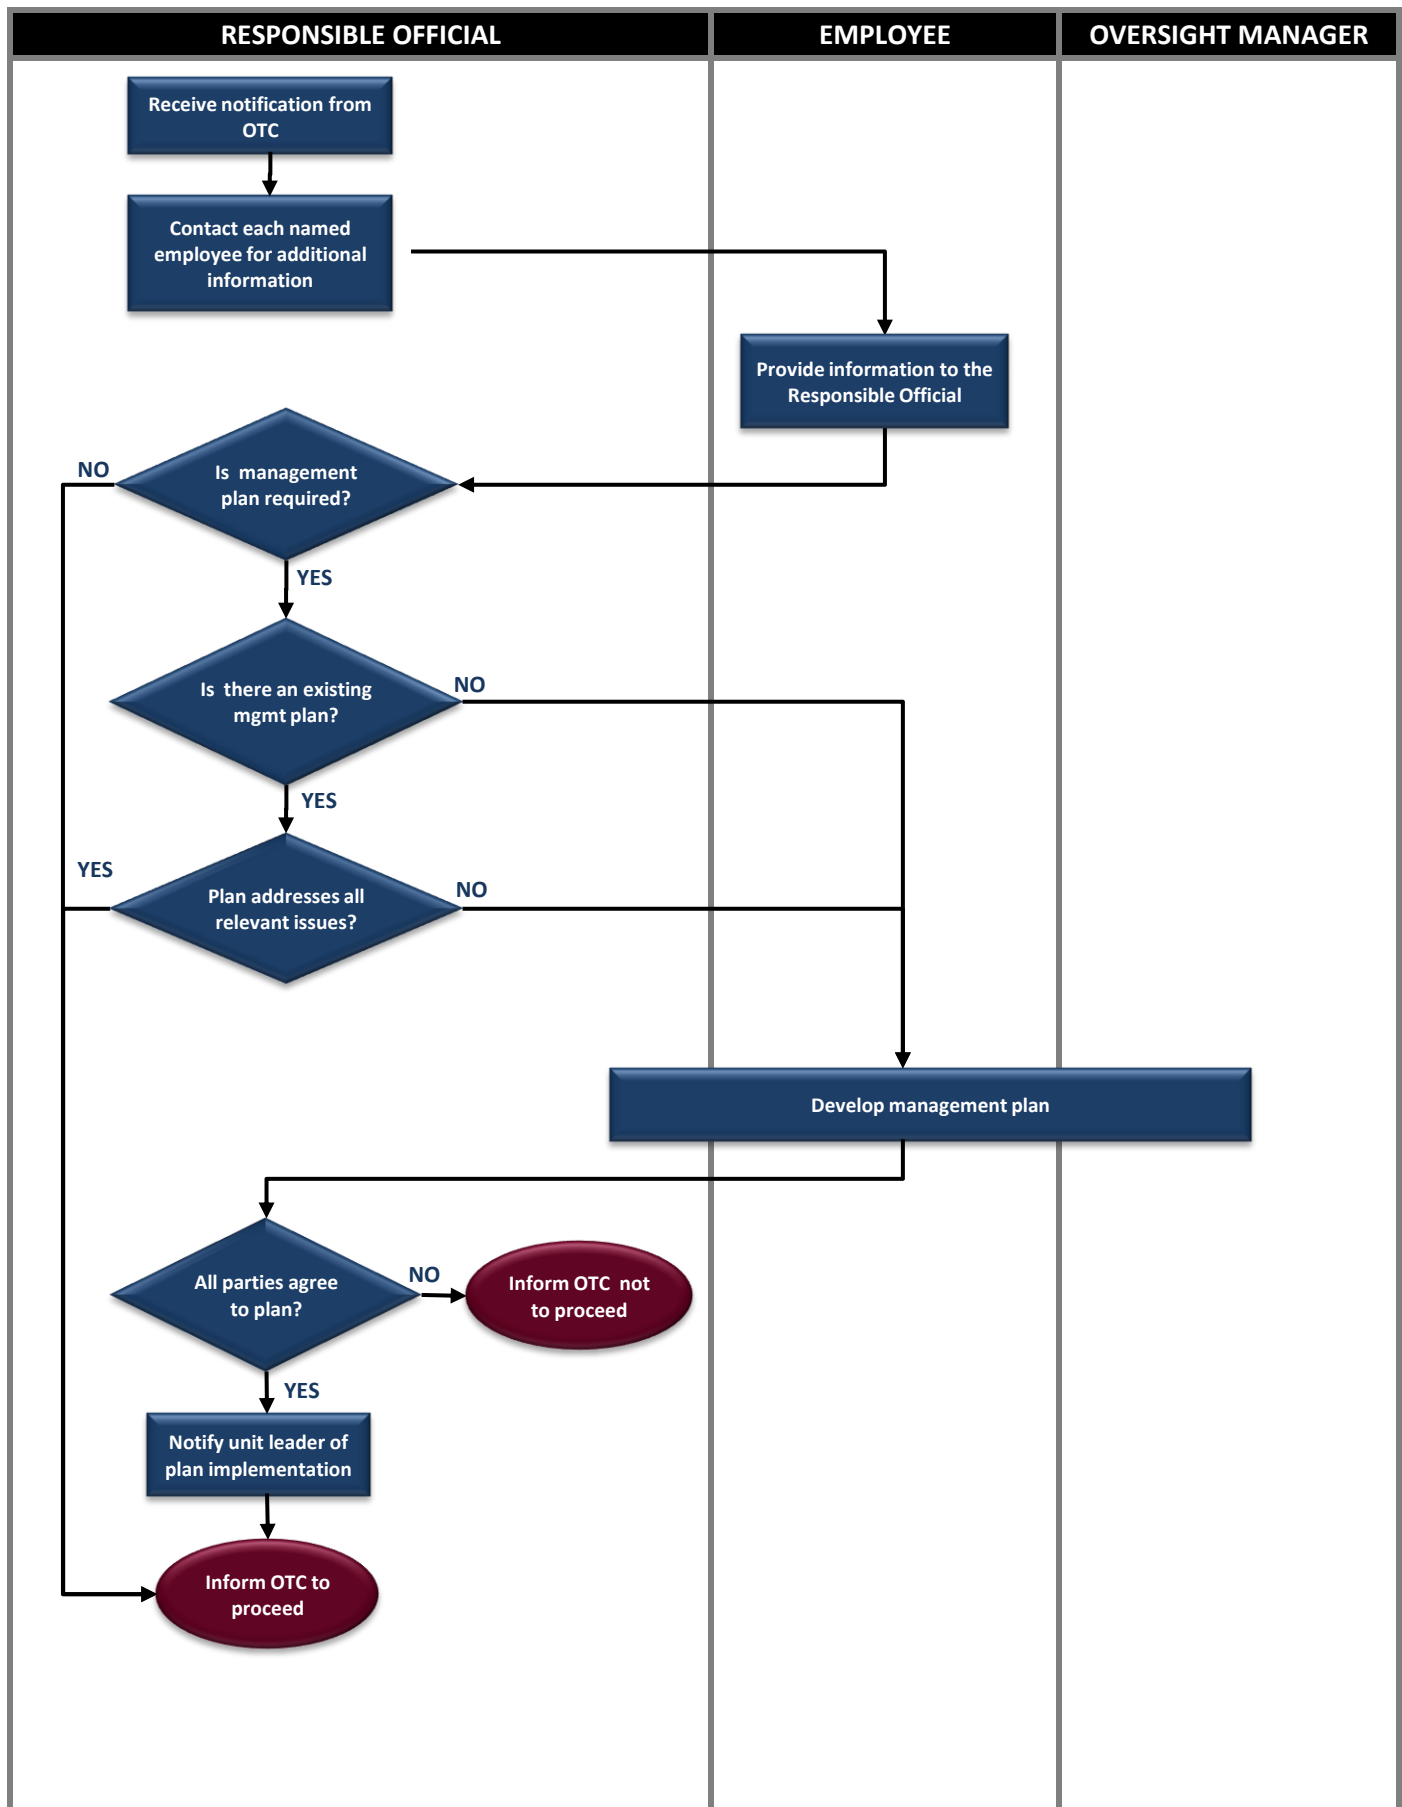 RESPONSIBLE OFFICIAL
EMPLOYEE
OVERSIGHT MANAGER
Receive notification from
OTC
Contact each named
employee for additional
information
Provide information to the
Responsible Official
NO
Is management
plan required?
YES
Is there an existing
mgmt plan?
NO
YES
YES
Plan addresses all
relevant issues?
NO
Develop management plan
All parties agree
to plan?
NO
Inform OTC not
to proceed
YES
Notify unit leader of
plan implementation
Inform OTC to
proceed